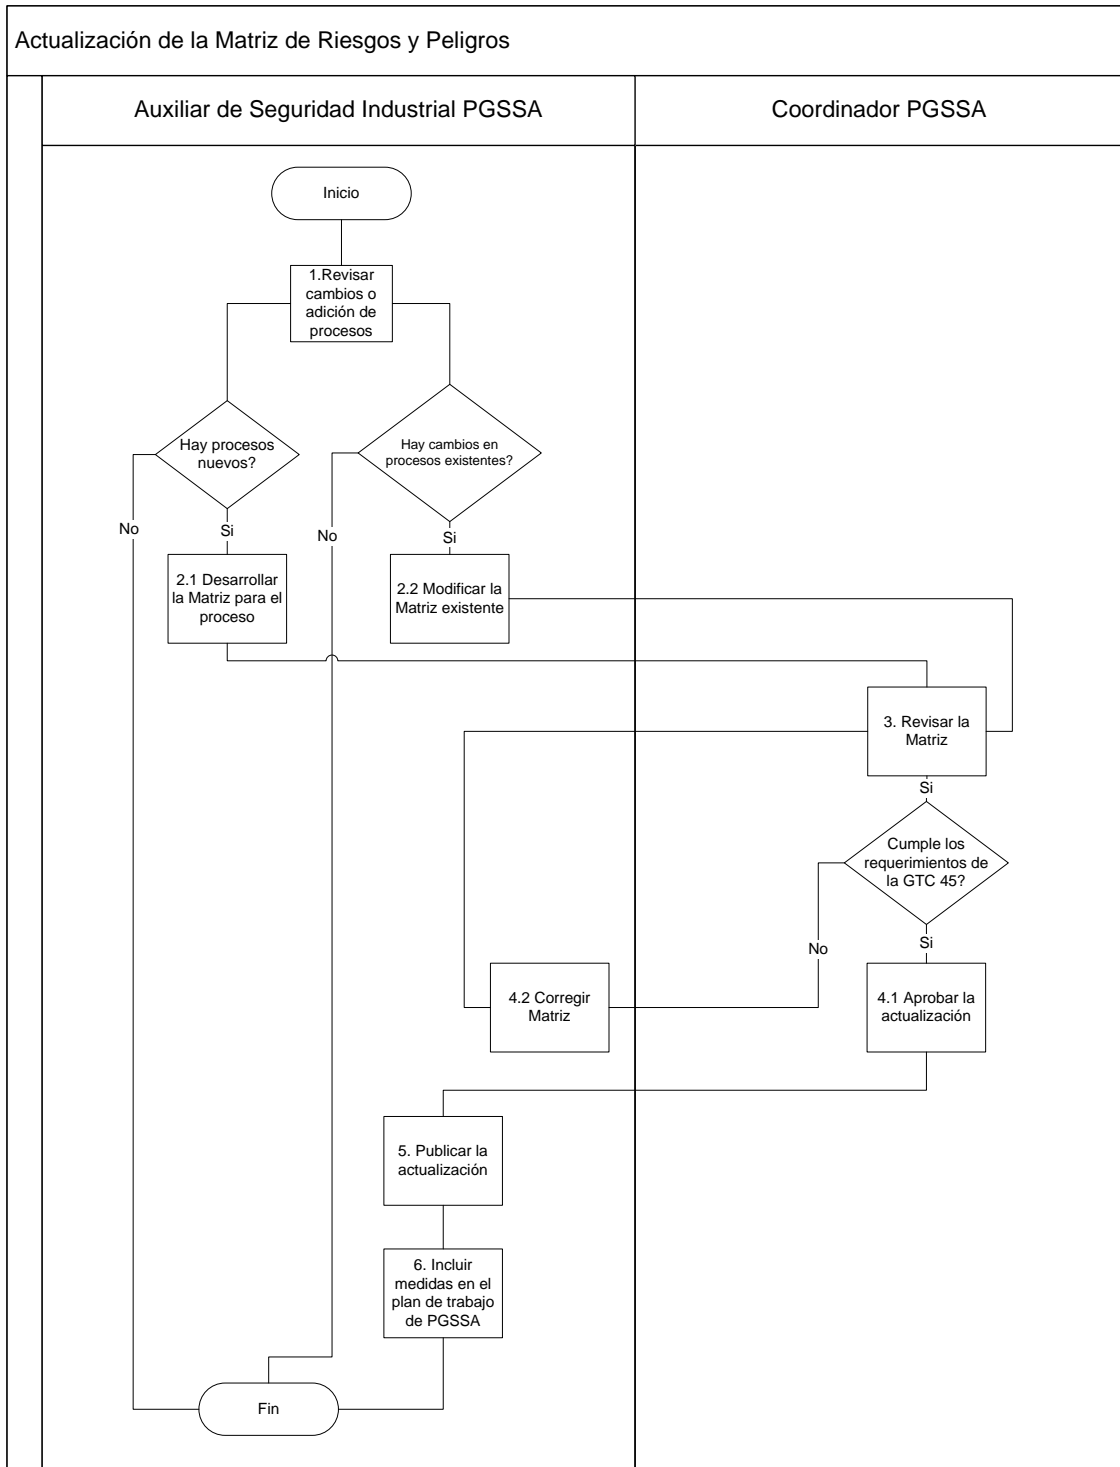 Actualización de la Matriz de Riesgos y Peligros
Auxiliar de Seguridad Industrial PGSSA
Coordinador PGSSA
Inicio
1.Revisar
cambios o
adición de
procesos
Hay procesos
nuevos?
Hay cambios en
procesos existentes?
No
Si
No
Si
2.1 Desarrollar
la Matriz para el
proceso
2.2 Modificar la
Matriz existente
3. Revisar la
Matriz
Si
Cumple los
requerimientos de
la GTC 45?
No
Si
4.2 Corregir
Matriz
4.1 Aprobar la
actualización
5. Publicar la
actualización
6. Incluir
medidas en el
plan de trabajo
de PGSSA
Fin